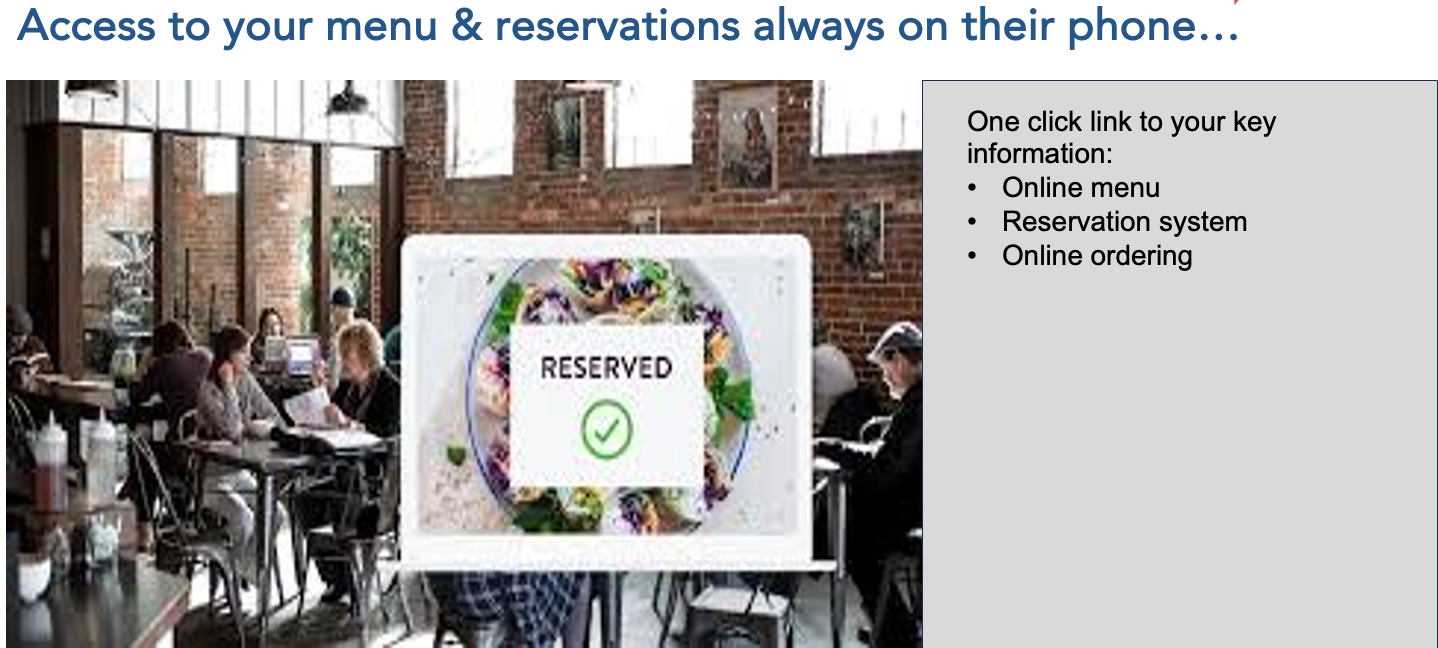 Access to your menu & reservations always on their phone…
One click link to your key
information:
• Online menu
• Reservation system
• Online ordering
RESERVED